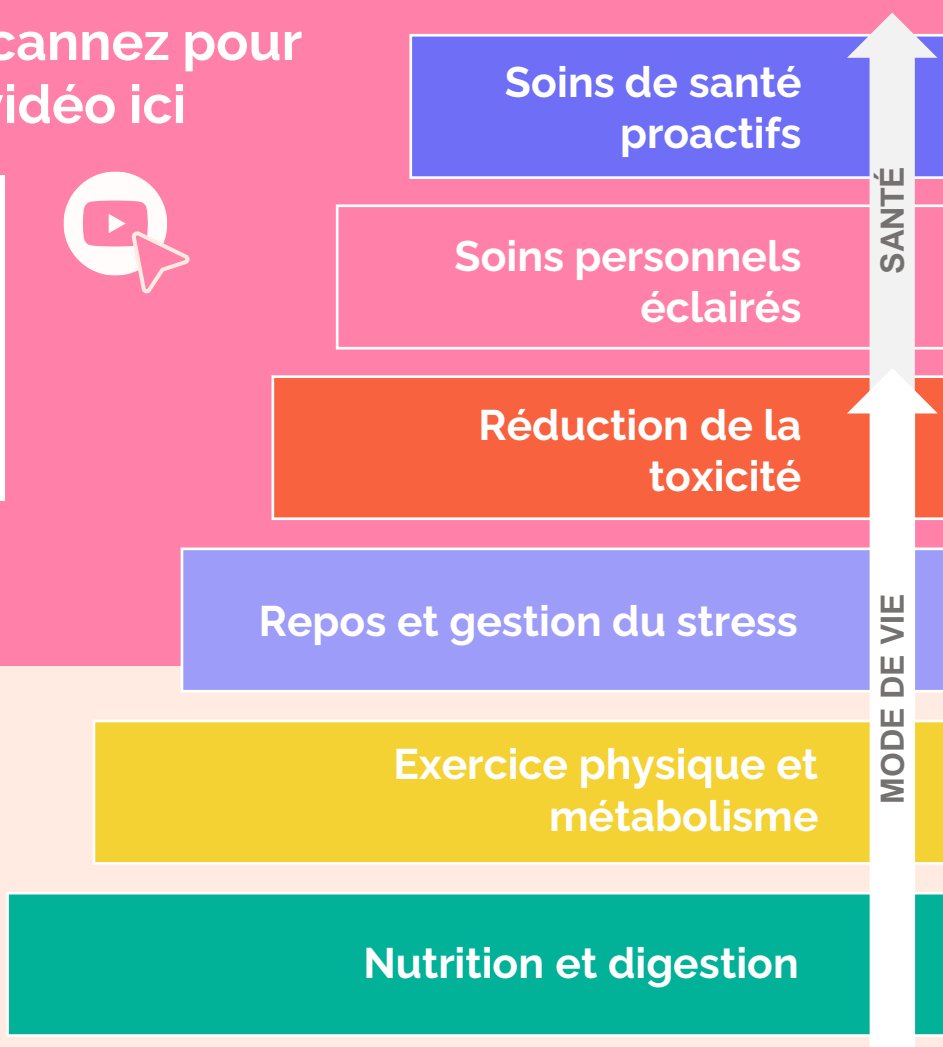 cannez pour
vidéo ici
Soins de santé
proactifs
SANTÉ
Soins personnels
éclairés
Réduction de la
toxicité
Repos et gestion du stress
MODE DE VIE
Exercice physique et
métabolisme
Nutrition et digestion